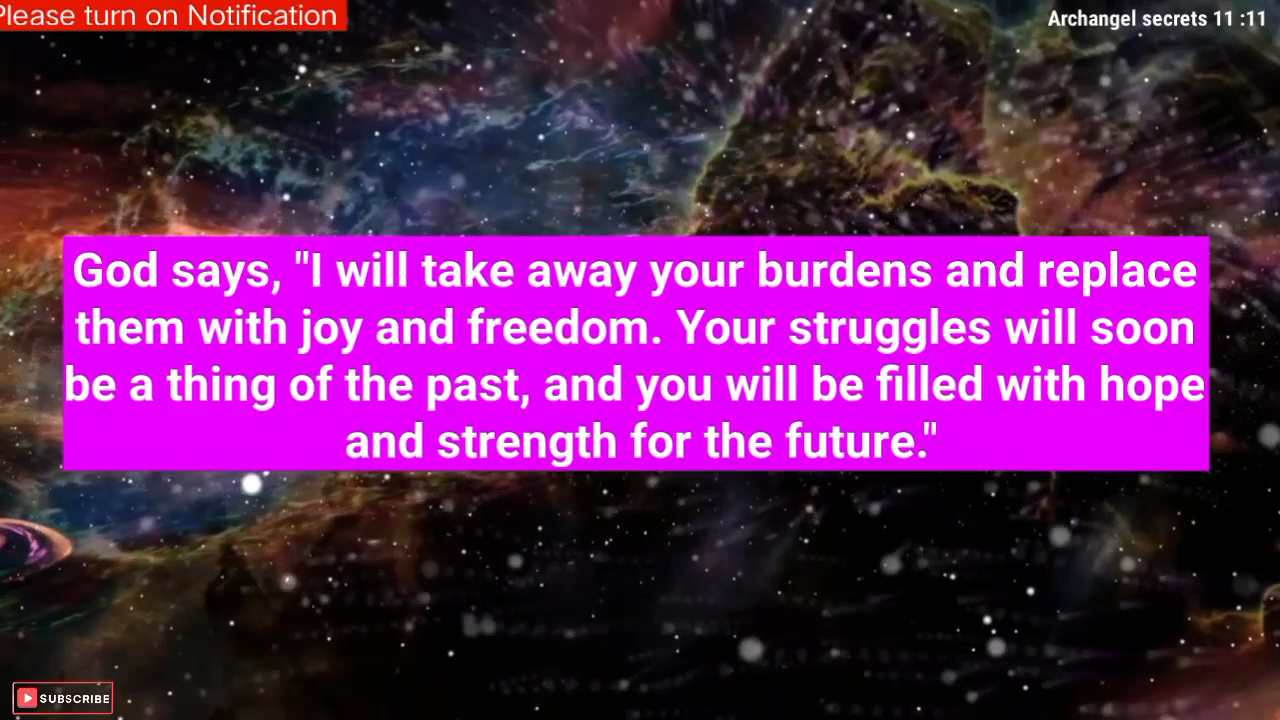 Please turn on Notification
Archangel secrets 11 :11
God says, "I will take away your burdens and replace
them with joy and freedom. Your struggles will soon
be a thing of the past, and you will be filled with hope
and strength for the future."
SUBSCRIBE